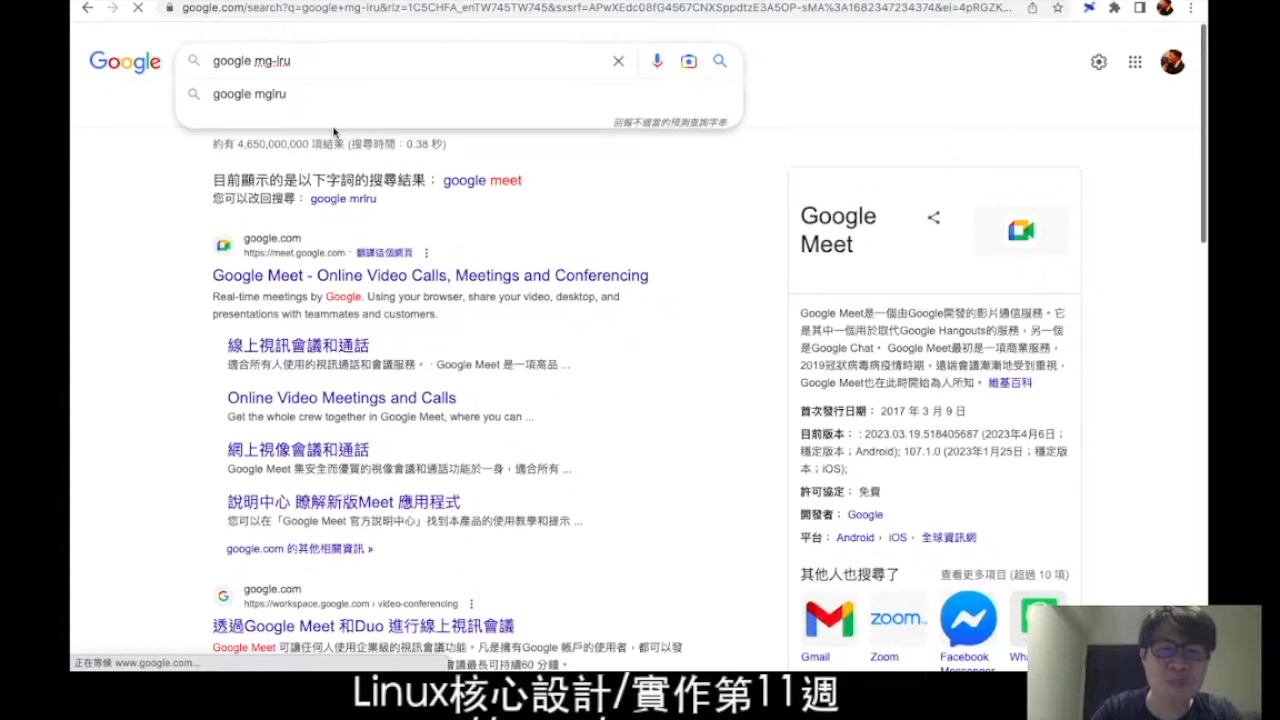 google.com/search?q=google+mg-lru&rlz=1C5CHFA_enTW745TW745&sxsrf=APwXEdc08fG4567CNXSppdtzE3A5OP-sMA%3A1682347234374&ei=4pRGZK...
Google
google mg-lru
google mglru
回報不適當的預測查詢字串
約有 4,650,000,000 項結果 (搜尋時間：0.38 秒)
目前顯示的是以下字詞的搜尋結果： google meet
您可以改回搜尋： google mrlru
google.com
https://meet.google.com · 翻譯這個網頁
Google Meet - Online Video Calls, Meetings and Conferencing
Real-time meetings by Google. Using your browser, share your video, desktop, and
presentations with teammates and customers.
線上視訊會議和通話
適合所有人使用的視訊通話和會議服務。 · Google Meet 是一項高品 ...
Online Video Meetings and Calls
Get the whole crew together in Google Meet, where you can ...
網上視像會議和通話
Google Meet 集安全而優質的視像會議和通話功能於一身，適合所有 ...
說明中心 瞭解新版Meet 應用程式
您可以在「Google Meet 官方說明中心」找到本產品的使用教學和提示 ...
google.com 的其他相關資訊 »
google.com
https://workspace.google.com › video-conferencing
透過Google Meet 和Duo 進行線上視訊會議
Google Meet 可讓任何人使用企業級的視訊會議功能。凡是擁有Google 帳戶的使用者，都可以發
會議最長可持續60 分鐘。
正在等候 www.google.com...
Google
Meet
Google Meet是一個由Google開發的影片通信服務。它
是其中一個用於取代Google Hangouts的服務，另一個
是Google Chat。 Google Meet最初是一項商業服務，
2019冠狀病毒病疫情時期，遠端會議漸漸地受到重視，
Google Meet也在此時開始為人所知。 維基百科
首次發行日期： 2017 年 3 月 9 日
目前版本： : 2023.03.19.518405687 (2023年4月6日；
穩定版本；Android); 107.1.0 (2023年1月25日；穩定版
本；iOS);
許可協定： 免費
開發者： Google
平台： Android， iOS， 全球資訊網
其他人也搜尋了
查看更多項目 (超過 10 項)
zoom
Gmail
Zoom
Facebook
Messenger
Linux核心設計/實作第11週